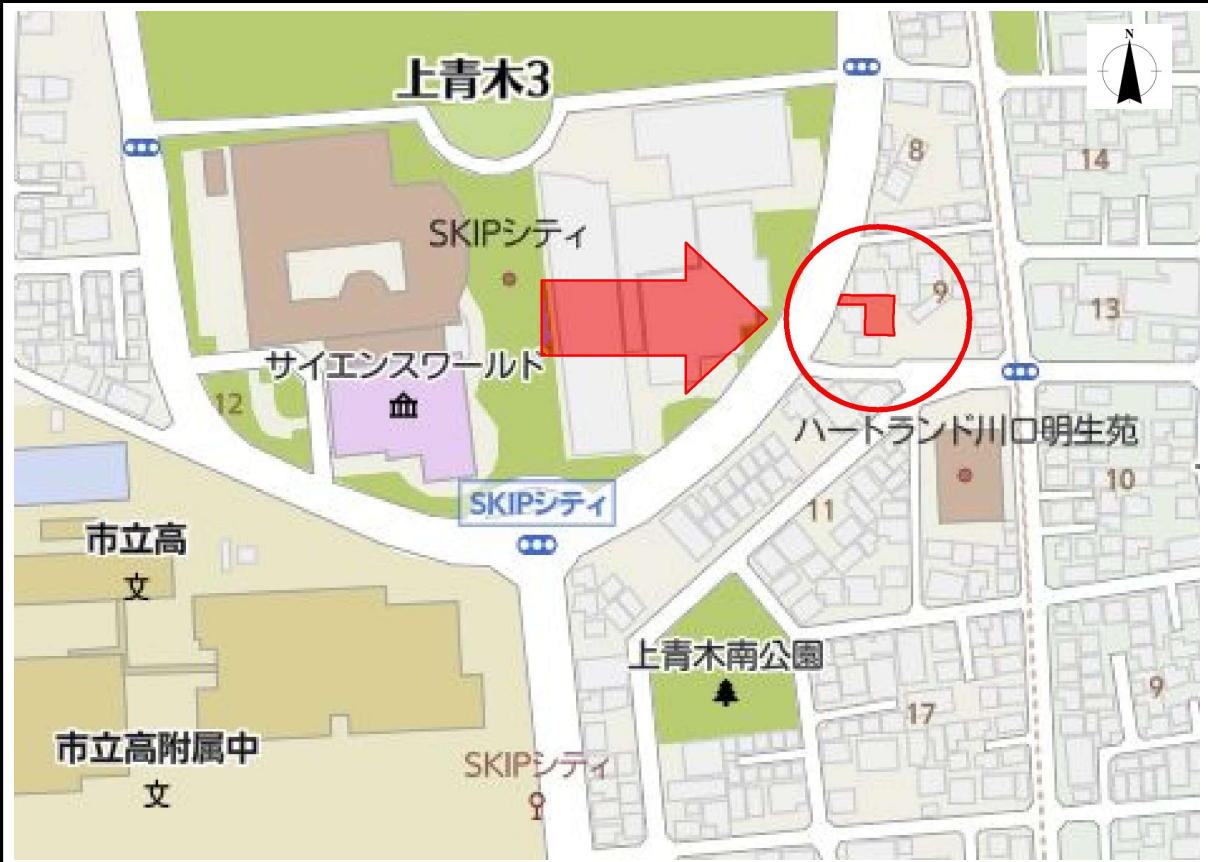 N
上青木3
8
14
SKIPシティ
9
13
サイエンスワールド
12
ハートランド川口明生苑
SKIPシティ
11
10
市立高
文
上青木南公園
9
17
市立高附属中
文
SKIPシティ